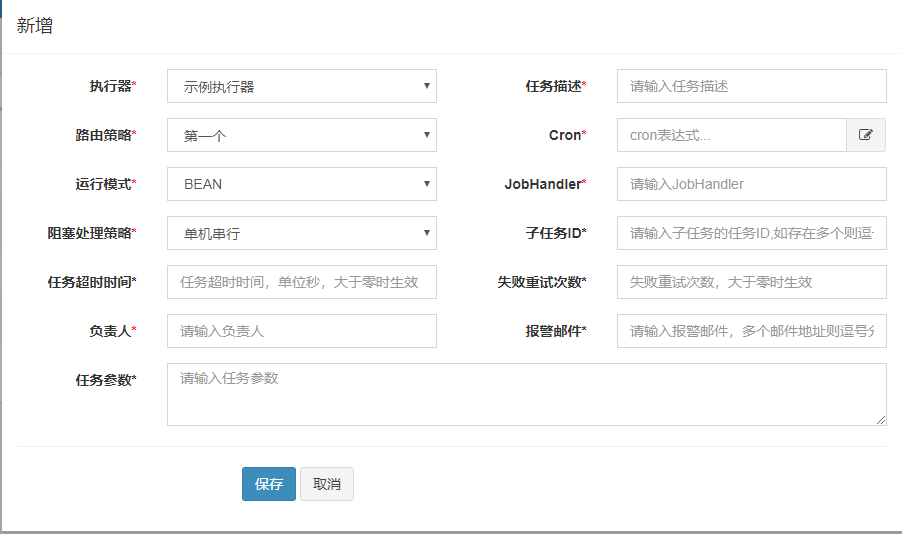 新增
执行器* 示例执行器 任务描述* 请输入任务描述
路由策略* 第一个 Cron* cron表达式...
运行模式* BEAN JobHandler* 请输入JobHandler
阻塞处理策略* 单机串行 子任务ID* 请输入子任务的任务ID,如存在多个则逗
任务超时时间* 任务超时时间，单位秒，大于零时生效 失败重试次数* 失败重试次数，大于零时生效
负责人* 请输入负责人 报警邮件* 请输入报警邮件，多个邮件地址则逗号分
任务参数* 请输入任务参数
保存 取消